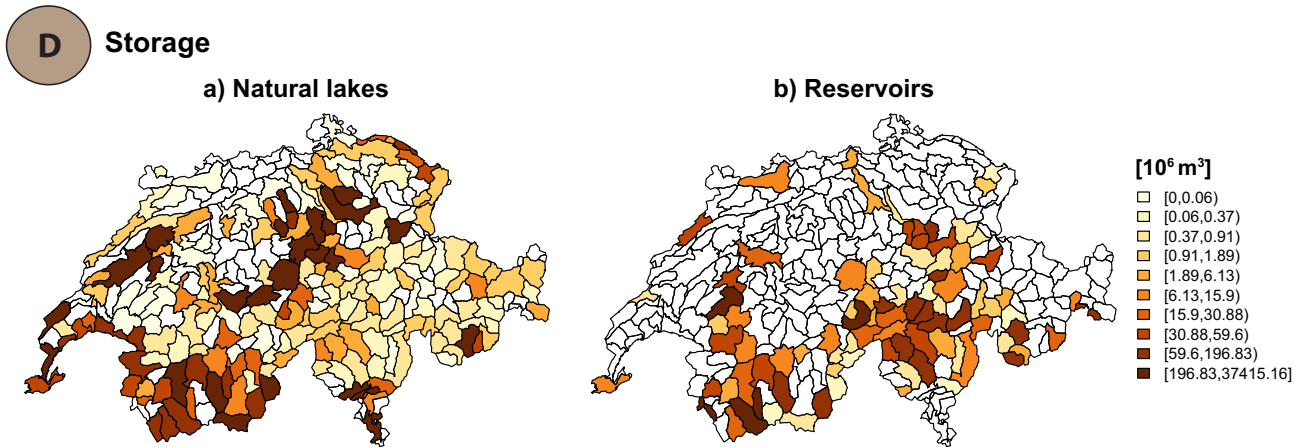 D
Storage
a) Natural lakes
b) Reservoirs
[10⁶ m³]
[0,0.06)
[0.06,0.37)
[0.37,0.91)
[0.91,1.89)
[1.89,6.13)
[6.13,15.9)
[15.9,30.88)
[30.88,59.6)
[59.6,196.83)
[196.83,37415.16]